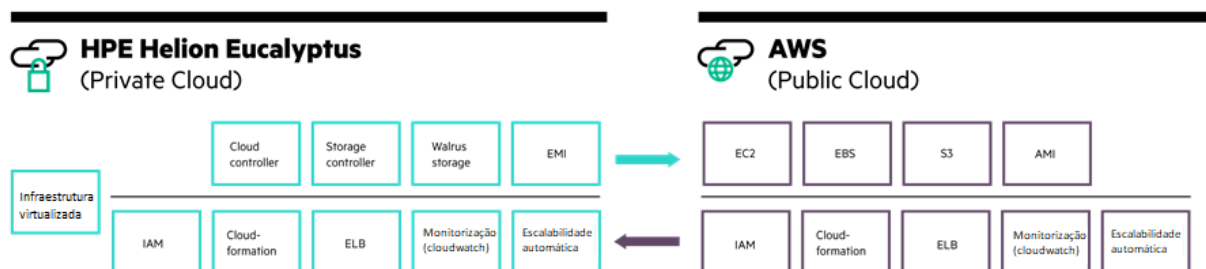 HPE Helion Eucalyptus
(Private Cloud)
AWS
(Public Cloud)
Cloud
controller
Storage
controller
Walrus
storage
EMI
EC2
EBS
S3
AMI
Infraestrutura
virtualizada
IAM
Cloud-
formation
ELB
Monitorização
(cloudwatch)
Escalabilidade
automática
IAM
Cloud-
formation
ELB
Monitorização
(cloudwatch)
Escalabilidade
automática